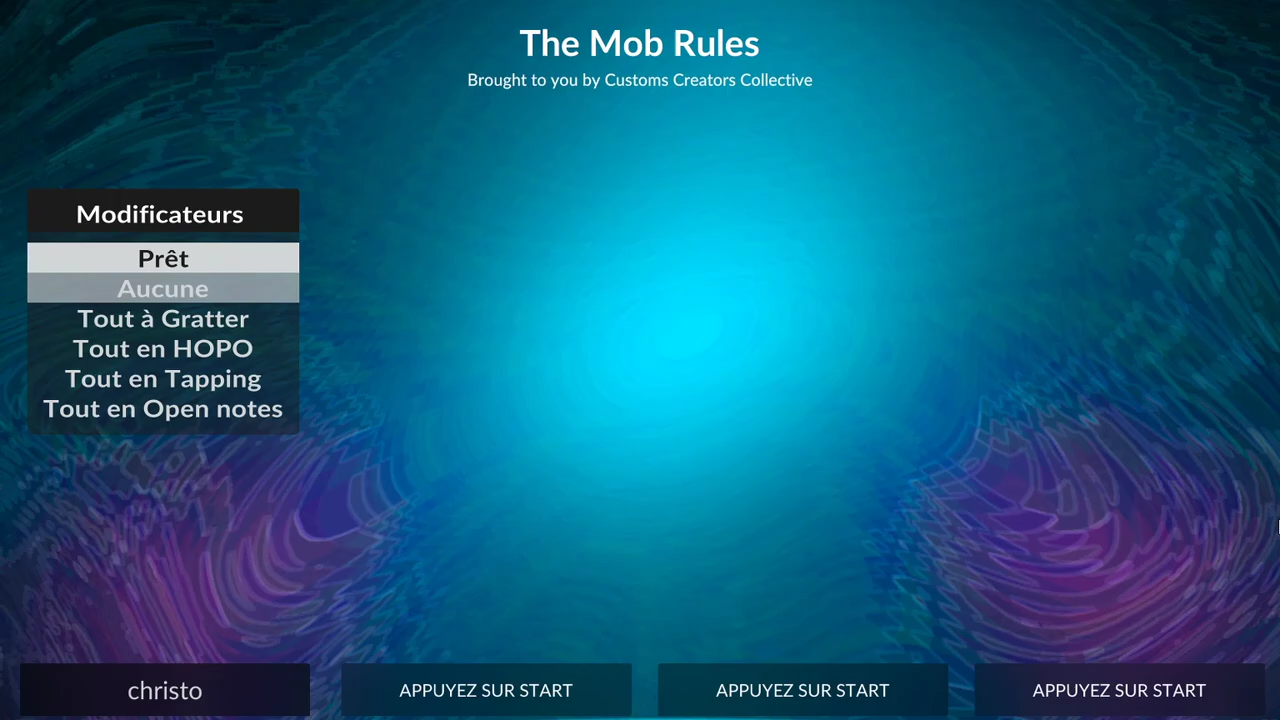 The Mob Rules
Brought to you by Customs Creators Collective
Modificateurs
Prêt
Aucune
Tout à Gratter
Tout en HOPO
Tout en Tapping
Tout en Open notes
christo
APPUYEZ SUR START
APPUYEZ SUR START
APPUYEZ SUR START